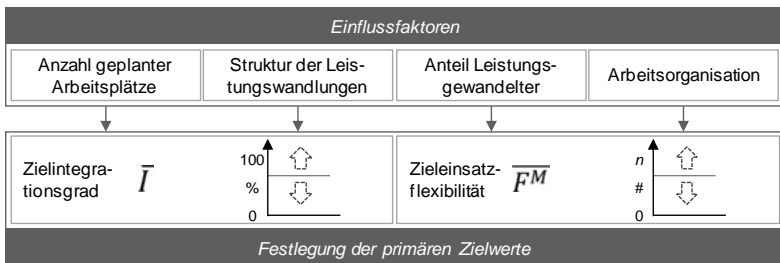 Einflussfaktoren
Anzahl geplanter
Arbeitsplätze
Struktur der Leis-
tungswandlungen
Anteil Leistungs-
gewandelter
Arbeitsorganisation
Zielintegra-
tionsgrad
I̅
100
%
0
Zieleinsatz-
flexibilität
F̅ᴹ̅
n
#
0
Festlegung der primären Zielwerte